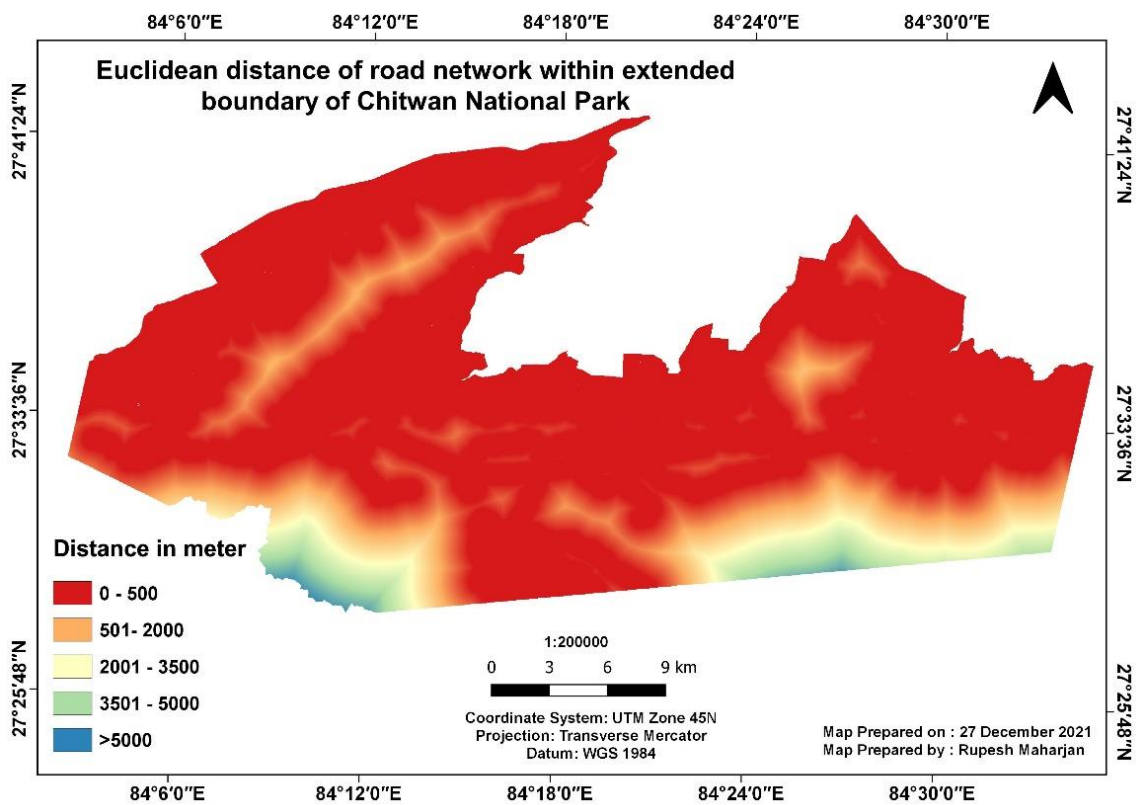 84°6'0"E 84°12'0"E 84°18'0"E 84°24'0"E 84°30'0"E
Euclidean distance of road network within extended
boundary of Chitwan National Park
27°41'24"N
27°41'24"N
27°33'36"N
27°33'36"N
27°25'48"N
27°25'48"N
Distance in meter
0 - 500
501- 2000
2001 - 3500
3501 - 5000
>5000
1:200000
0 3 6 9 km
Coordinate System: UTM Zone 45N
Projection: Transverse Mercator
Datum: WGS 1984
Map Prepared on : 27 December 2021
Map Prepared by : Rupesh Maharjan
84°6'0"E 84°12'0"E 84°18'0"E 84°24'0"E 84°30'0"E